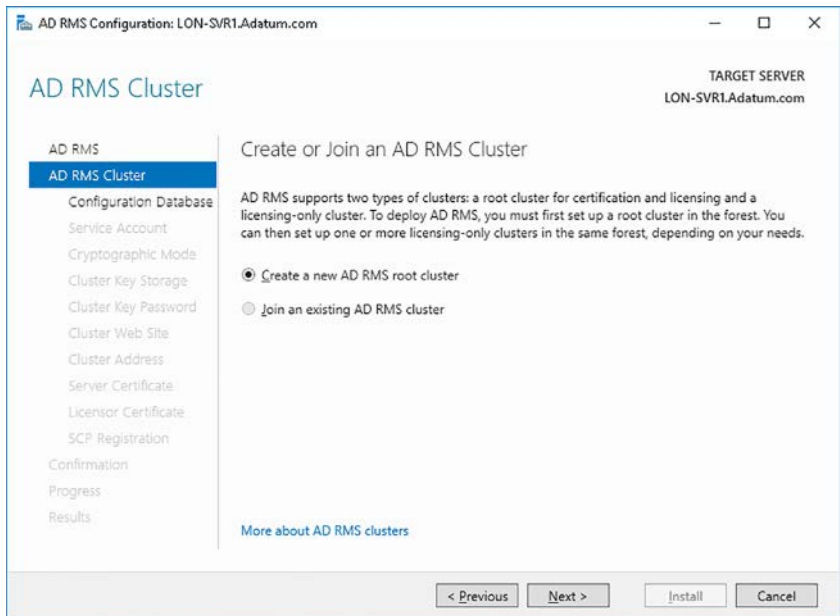 AD RMS Configuration: LON-SVR1.Adatum.com
AD RMS Cluster
TARGET SERVER
LON-SVR1.Adatum.com
AD RMS
AD RMS Cluster
Configuration Database
Service Account
Cryptographic Mode
Cluster Key Storage
Cluster Key Password
Cluster Web Site
Cluster Address
Server Certificate
Licensor Certificate
SCP Registration
Confirmation
Progress
Results
Create or Join an AD RMS Cluster
AD RMS supports two types of clusters: a root cluster for certification and licensing and a
licensing-only cluster. To deploy AD RMS, you must first set up a root cluster in the forest. You
can then set up one or more licensing-only clusters in the same forest, depending on your needs.
Create a new AD RMS root cluster
Join an existing AD RMS cluster
More about AD RMS clusters
< Previous
Next >
Install
Cancel